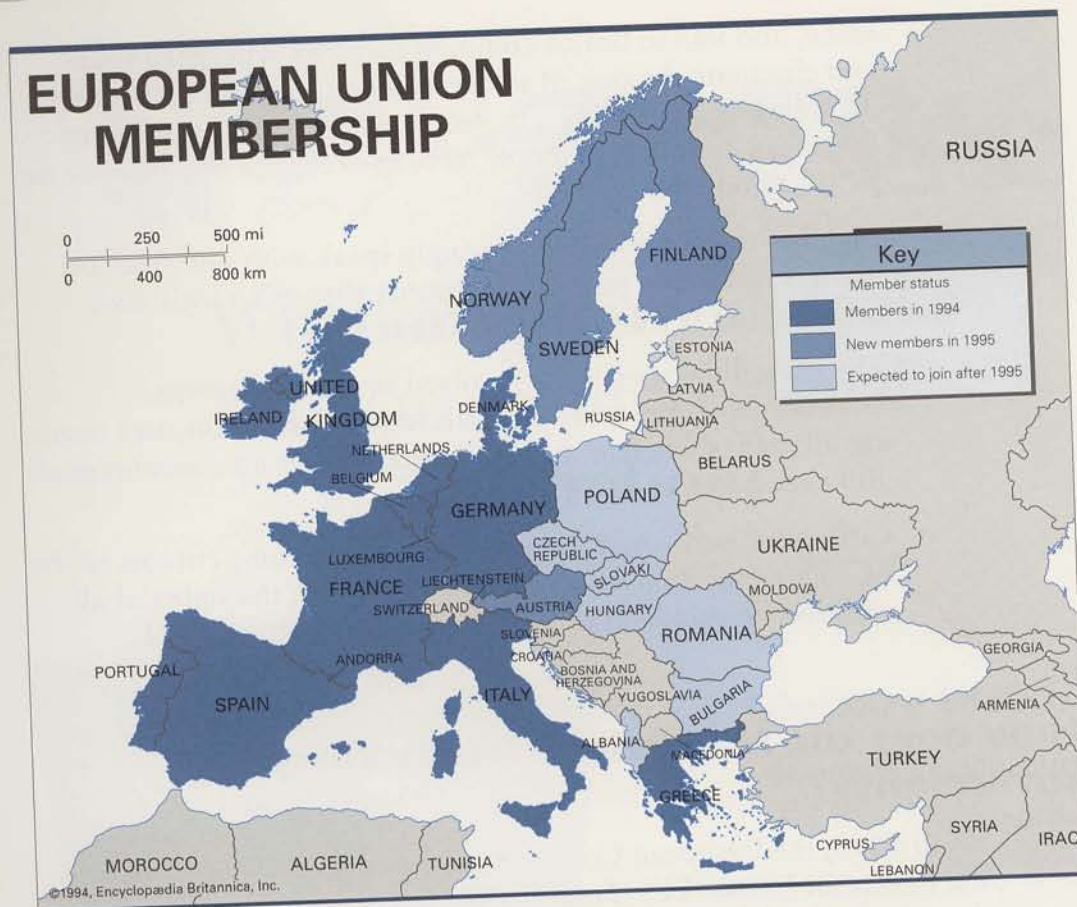 EUROPEAN UNION
MEMBERSHIP
0 250 500 mi
0 400 800 km
RUSSIA
Key
Member status
Members in 1994
New members in 1995
Expected to join after 1995
FINLAND
NORWAY
SWEDEN
ESTONIA
LATVIA
RUSSIA
LITHUANIA
BELARUS
UNITED
KINGDOM
IRELAND
DENMARK
NETHERLANDS
BELGIUM
GERMANY
POLAND
LUXEMBOURG
CZECH
REPUBLIC
UKRAINE
FRANCE
LIECHTENSTEIN
SLOVAKI
MOLDOVA
SWITZERLAND
AUSTRIA
HUNGARY
SLOVENIA
ROMANIA
CROATIA
GEORGIA
PORTUGAL
ANDORRA
BOSNIA AND
HERZEGOVINA
SPAIN
ITALY
YUGOSLAVIA
BULGARIA
ARMENIA
ALBANIA
MACEDONIA
TURKEY
GREECE
CYPRUS
SYRIA
IRAQ
LEBANON
MOROCCO
ALGERIA
TUNISIA
©1994, Encyclopædia Britannica, Inc.